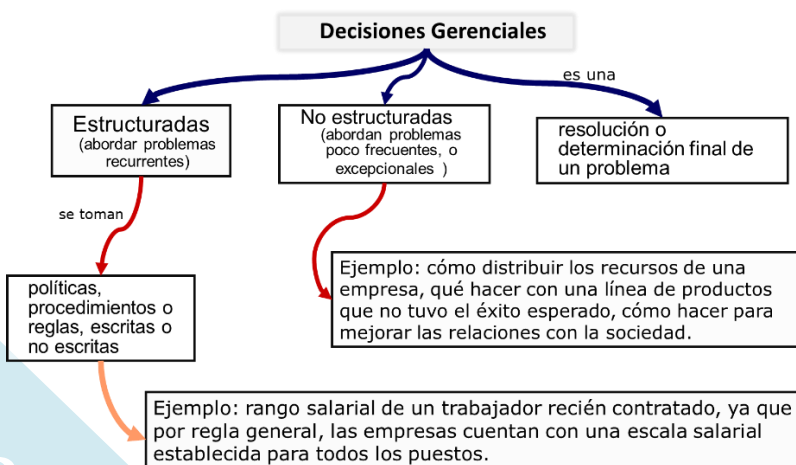 Decisiones Gerenciales
es una
Estructuradas
(abordar problemas
recurrentes)
No estructuradas
(abordan problemas
poco frecuentes, o
excepcionales )
resolución o
determinación final de
un problema
se toman
políticas,
procedimientos o
reglas, escritas o
no escritas
Ejemplo: cómo distribuir los recursos de una
empresa, qué hacer con una línea de productos
que no tuvo el éxito esperado, cómo hacer para
mejorar las relaciones con la sociedad.
Ejemplo: rango salarial de un trabajador recién contratado, ya que
por regla general, las empresas cuentan con una escala salarial
establecida para todos los puestos.